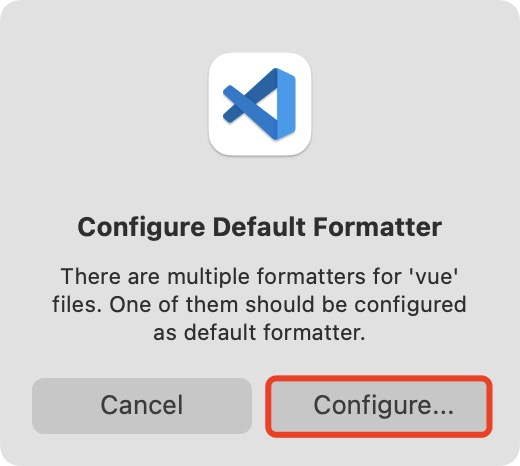 Configure Default Formatter
There are multiple formatters for 'vue'
files. One of them should be configured
as default formatter.
Cancel
Configure...